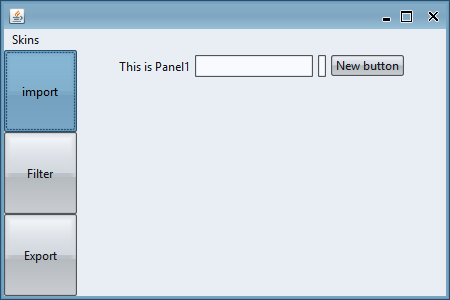 Skins
import
This is Panel1
New button
Filter
Export